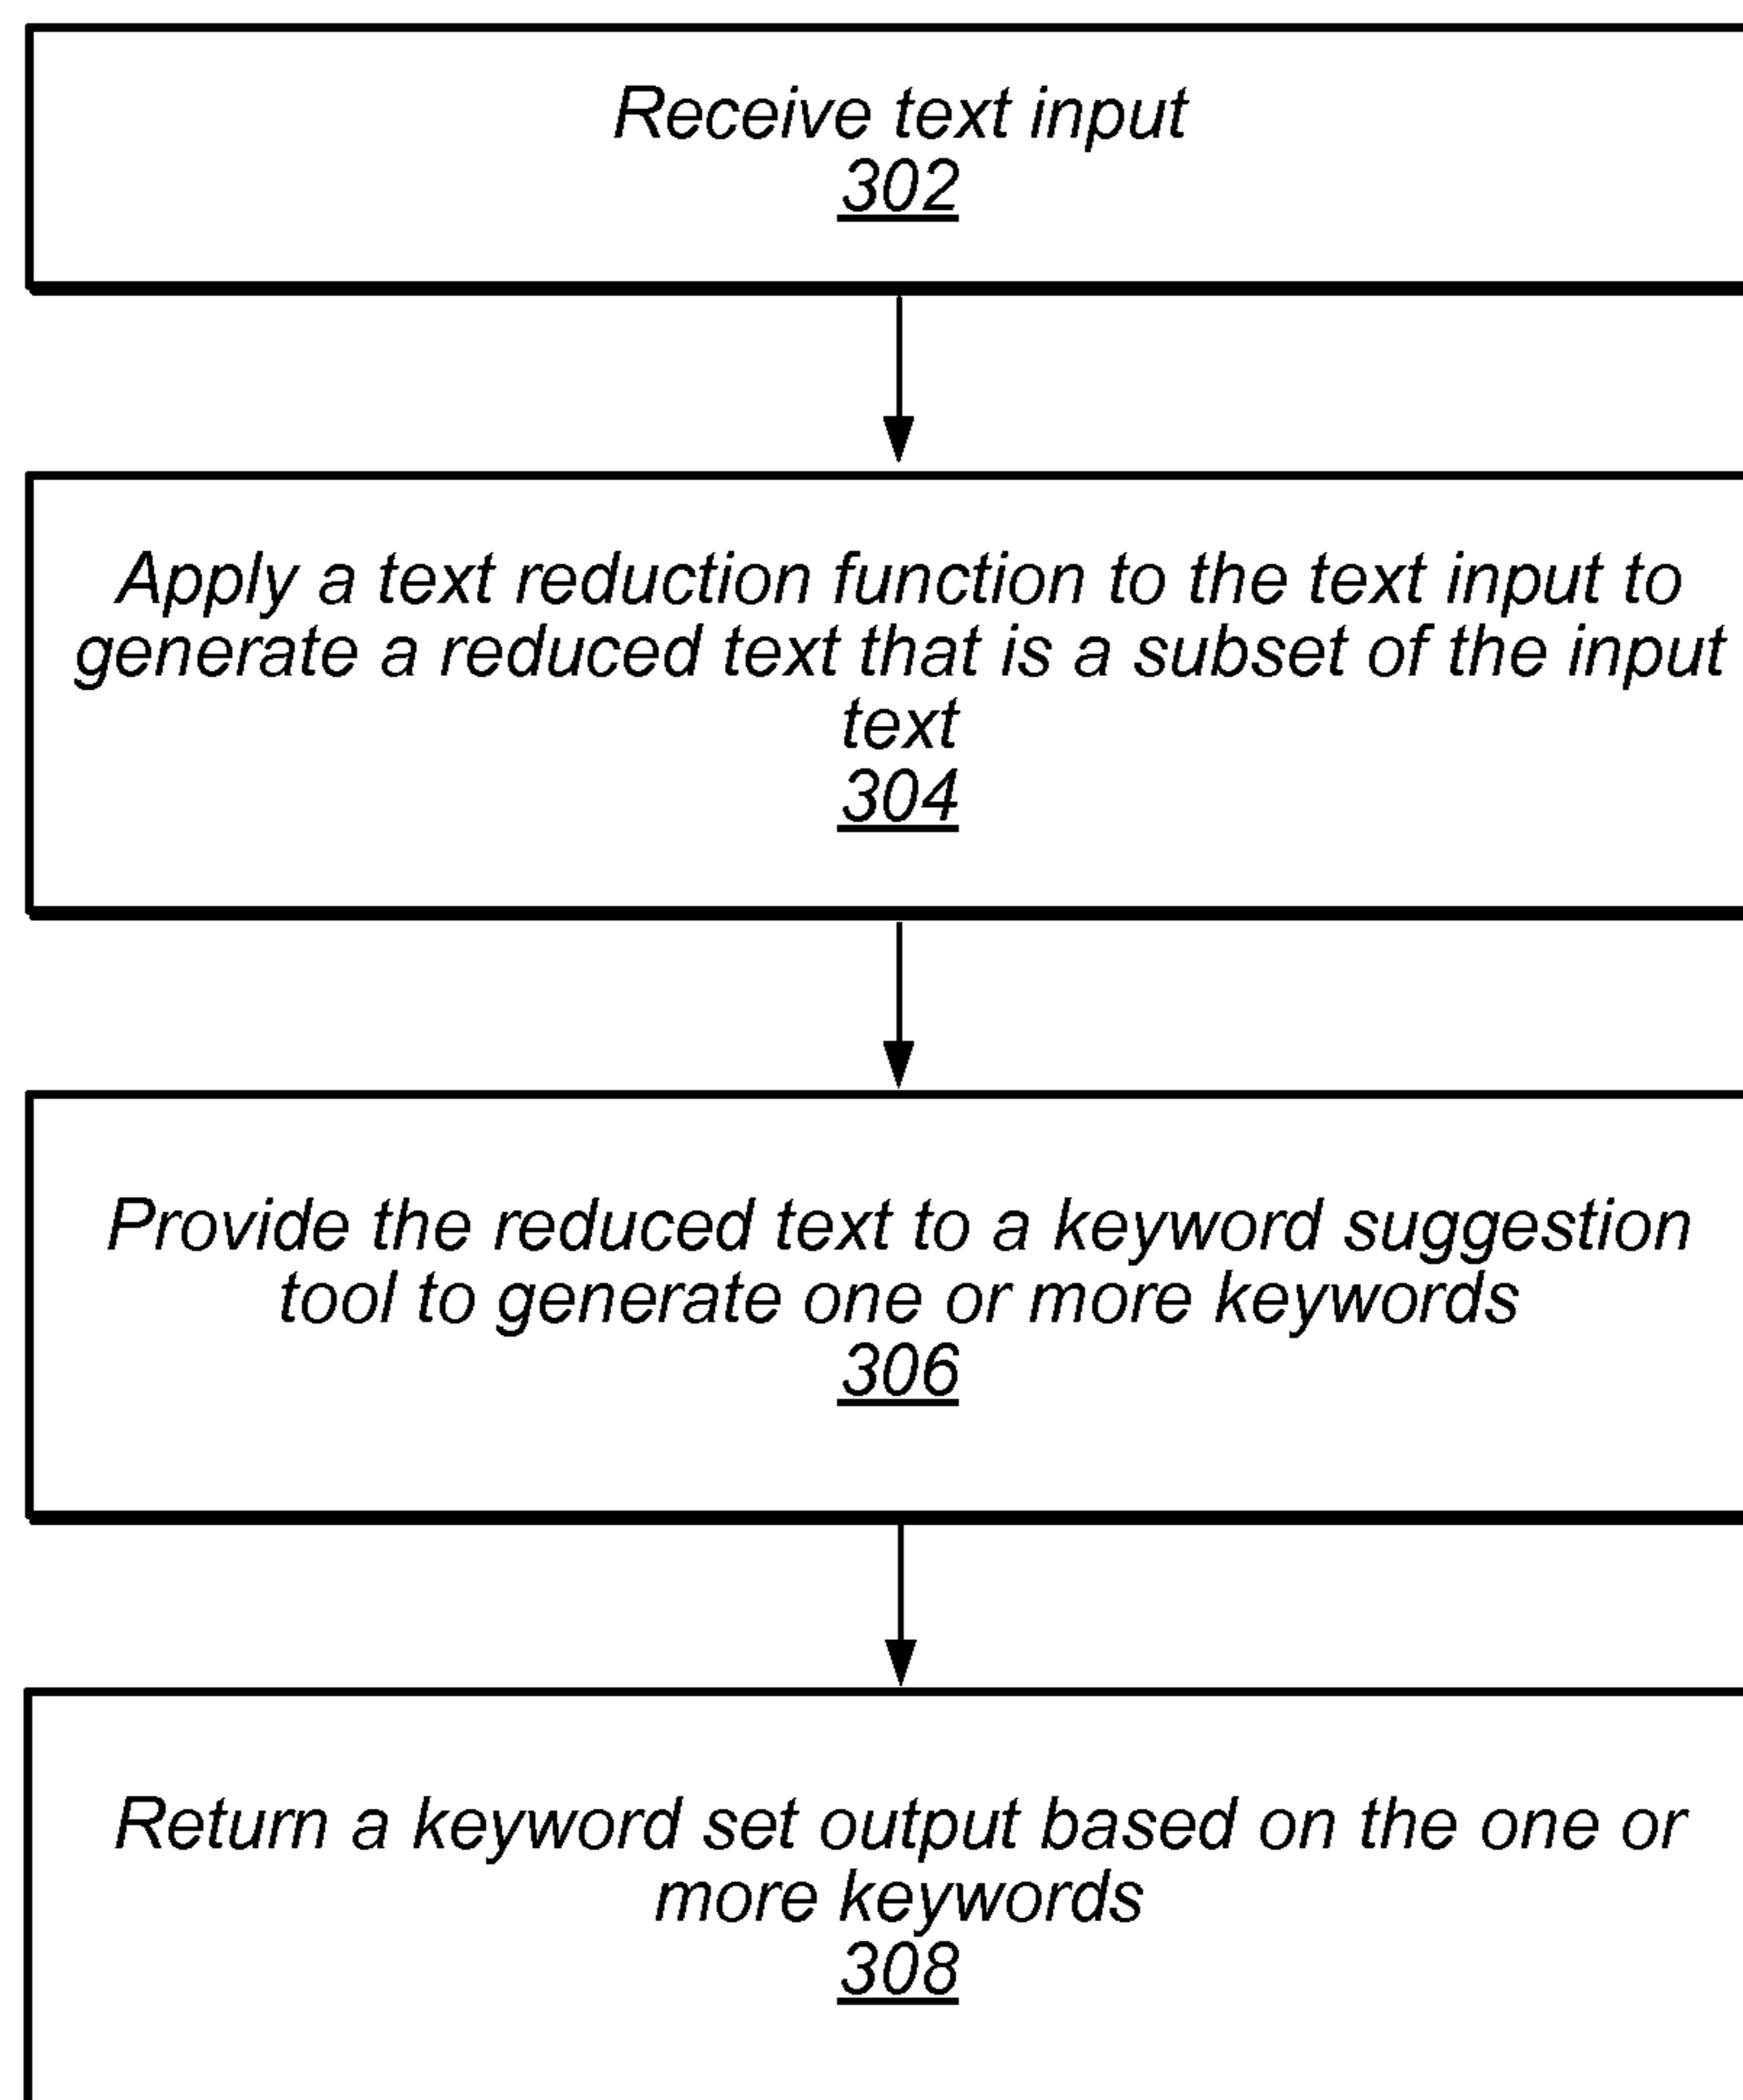 Receive text input
302
Apply a text reduction function to the text input to
generate a reduced text that is a subset of the input
text
304
Provide the reduced text to a keyword suggestion
tool to generate one or more keywords
306
Return a keyword set output based on the one or
more keywords
308